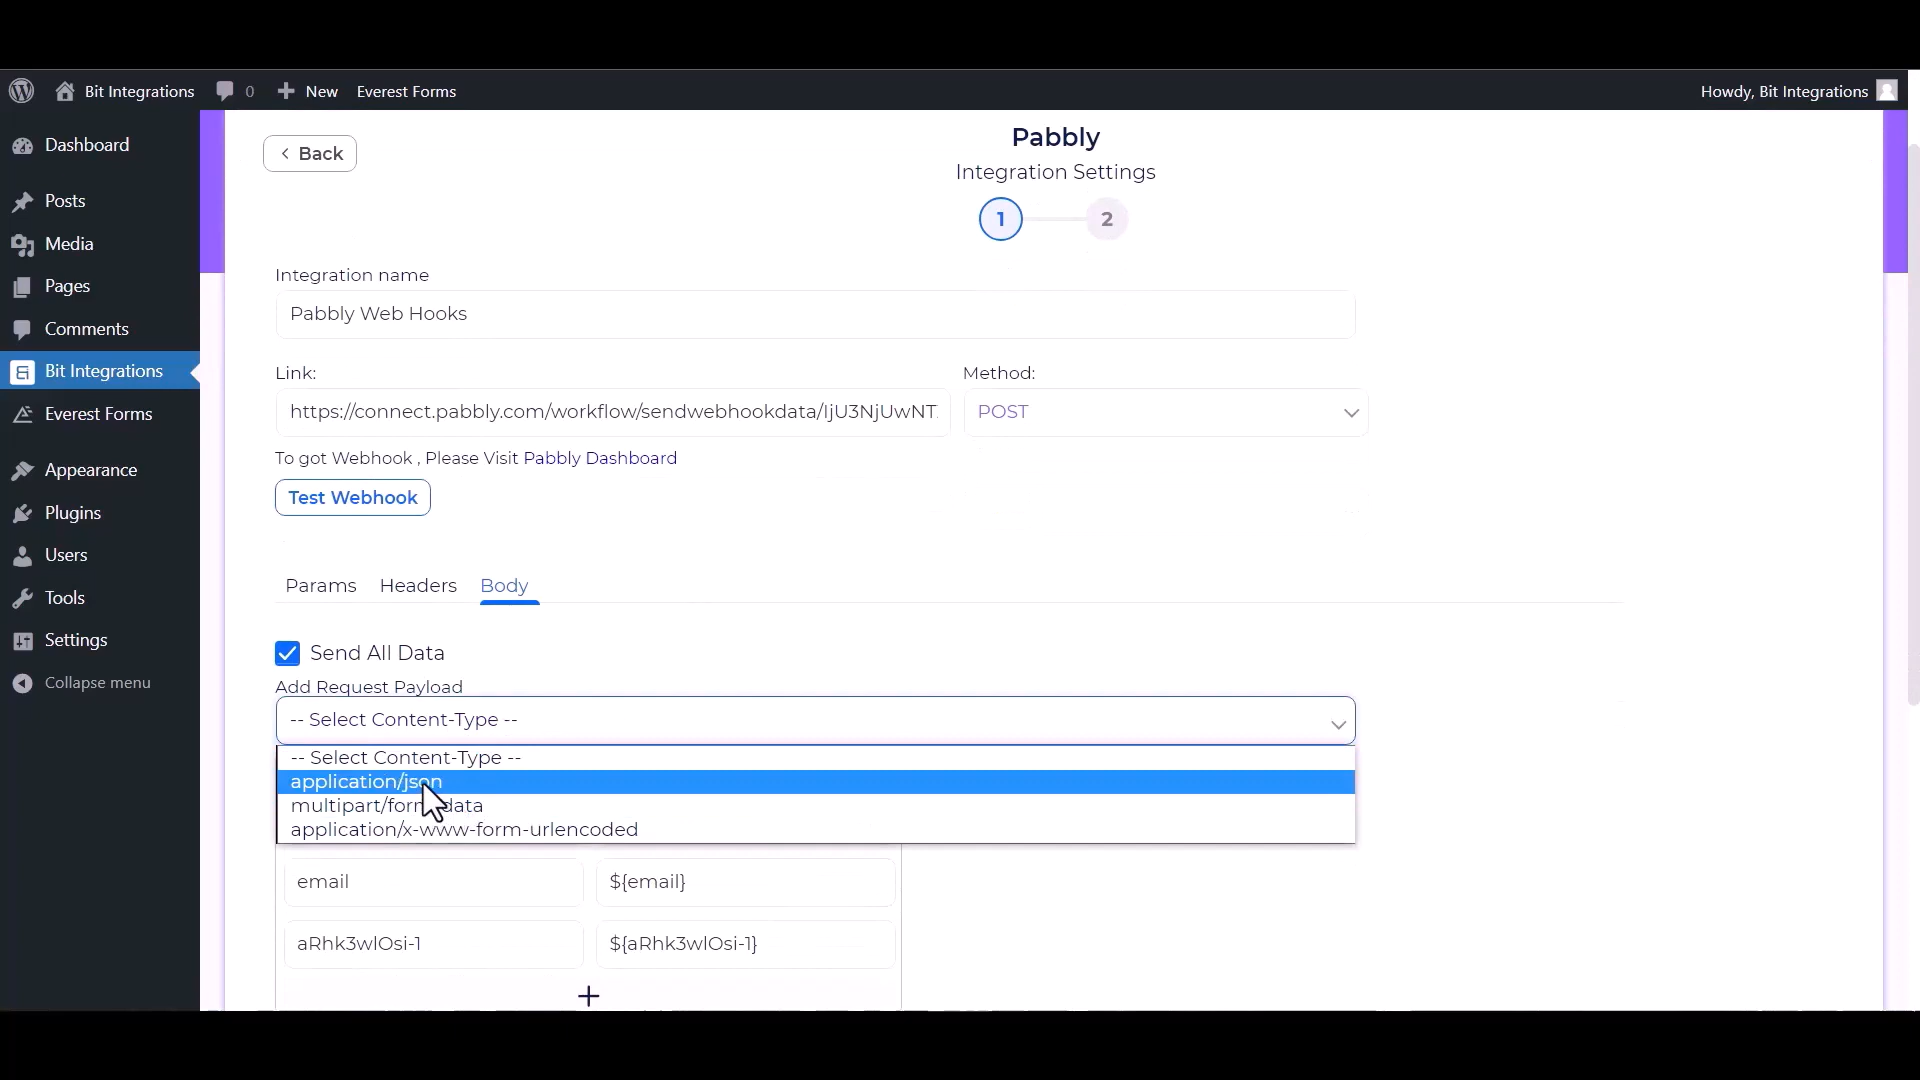 Bit Integrations 0 New Everest Forms Howdy, Bit Integrations
Dashboard
Posts
Media
Pages
Comments
Bit Integrations
Everest Forms
Appearance
Plugins
Users
Tools
Settings
Collapse menu
Back
Pabbly
Integration Settings
1 2
Integration name
Pabbly Web Hooks
Link: Method:
https://connect.pabbly.com/workflow/sendwebhookdata/IjU3NjUwNT POST
To got Webhook , Please Visit Pabbly Dashboard
Test Webhook
Params Headers Body
Send All Data
Add Request Payload
-- Select Content-Type --
-- Select Content-Type --
application/json
multipart/form-data
application/x-www-form-urlencoded
email ${email}
aRhk3wlOsi-1 ${aRhk3wlOsi-1}
+